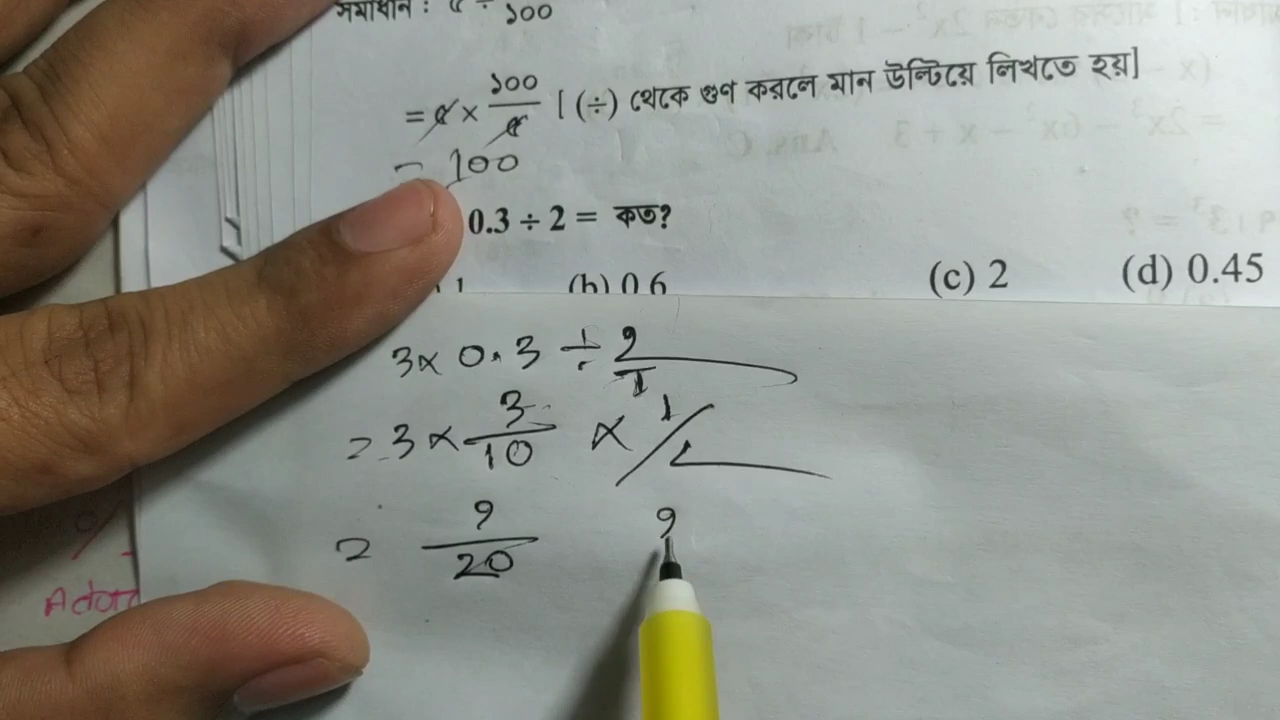 সমাধান : ৫ ÷ ১০০
= ৫ × ১০০/৫ [ (÷) থেকে গুণ করলে মান উল্টিয়ে লিখতে হয়]
= 100
0.3 ÷ 2 = কত?
(b) 0.6 (c) 2 (d) 0.45
3 × 0.3 ÷ 2/1
= 3 × 3/10 × 1/2
= 9/20 9
Ador